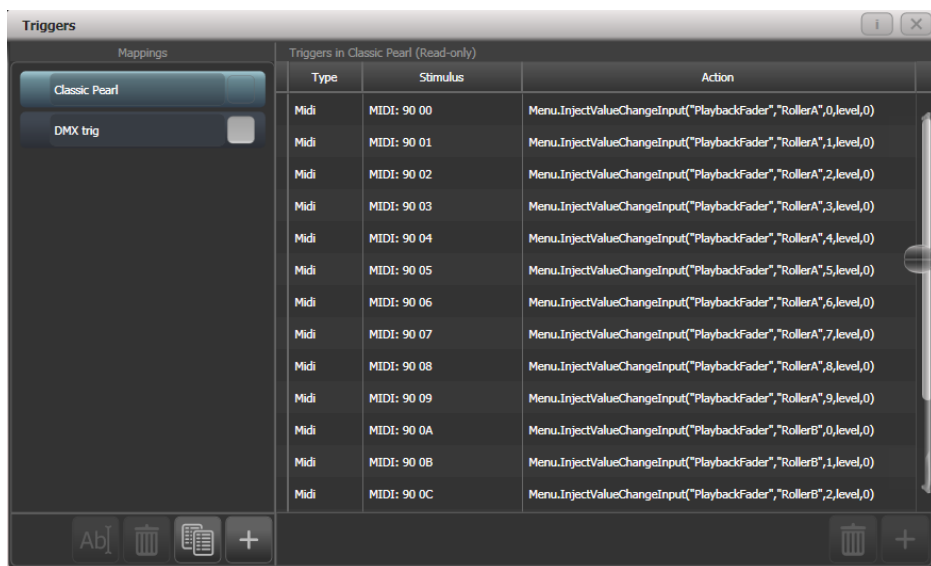 Triggers
Mappings
Triggers in Classic Pearl (Read-only)
Classic Pearl
DMX trig
Type Stimulus Action
Midi MIDI: 90 00 Menu.InjectValueChangeInput("PlaybackFader","RollerA",0,level,0)
Midi MIDI: 90 01 Menu.InjectValueChangeInput("PlaybackFader","RollerA",1,level,0)
Midi MIDI: 90 02 Menu.InjectValueChangeInput("PlaybackFader","RollerA",2,level,0)
Midi MIDI: 90 03 Menu.InjectValueChangeInput("PlaybackFader","RollerA",3,level,0)
Midi MIDI: 90 04 Menu.InjectValueChangeInput("PlaybackFader","RollerA",4,level,0)
Midi MIDI: 90 05 Menu.InjectValueChangeInput("PlaybackFader","RollerA",5,level,0)
Midi MIDI: 90 06 Menu.InjectValueChangeInput("PlaybackFader","RollerA",6,level,0)
Midi MIDI: 90 07 Menu.InjectValueChangeInput("PlaybackFader","RollerA",7,level,0)
Midi MIDI: 90 08 Menu.InjectValueChangeInput("PlaybackFader","RollerA",8,level,0)
Midi MIDI: 90 09 Menu.InjectValueChangeInput("PlaybackFader","RollerA",9,level,0)
Midi MIDI: 90 0A Menu.InjectValueChangeInput("PlaybackFader","RollerB",0,level,0)
Midi MIDI: 90 0B Menu.InjectValueChangeInput("PlaybackFader","RollerB",1,level,0)
Midi MIDI: 90 0C Menu.InjectValueChangeInput("PlaybackFader","RollerB",2,level,0)
Ab